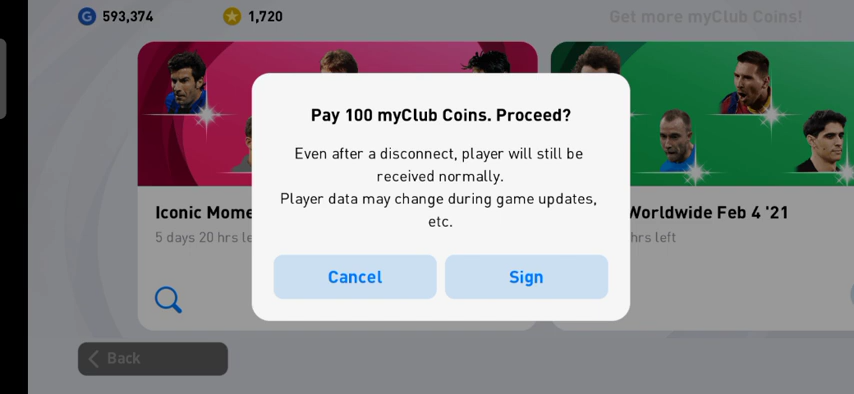 593,374
1,720
Get more myClub Coins!
Pay 100 myClub Coins. Proceed?
Even after a disconnect, player will still be
received normally.
Player data may change during game updates,
etc.
Cancel
Sign
Iconic Mome
5 days 20 hrs le
Worldwide Feb 4 '21
hrs left
Back